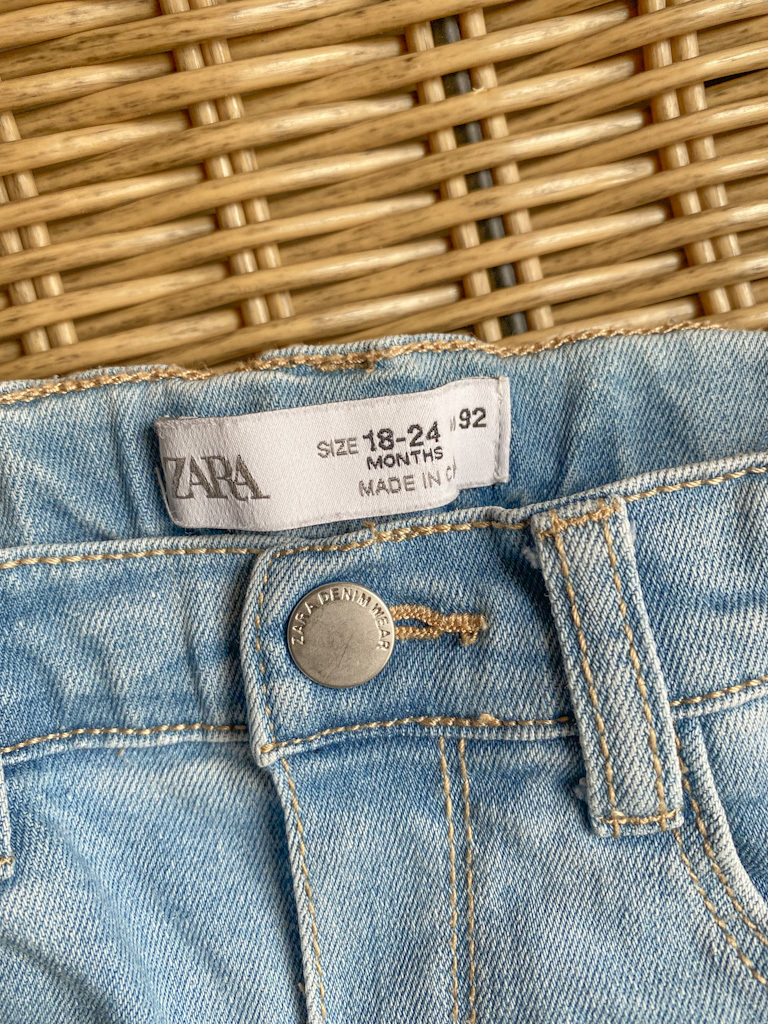 ZARA
SIZE 18-24
MONTHS
92
MADE IN
ZARA DENIM WEAR